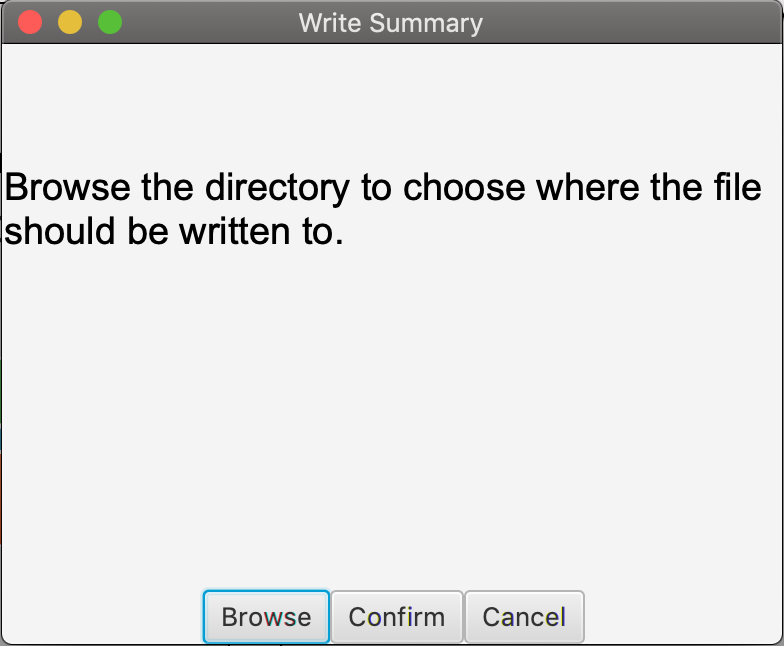 Write Summary
Browse the directory to choose where the file
should be written to.
Browse Confirm Cancel